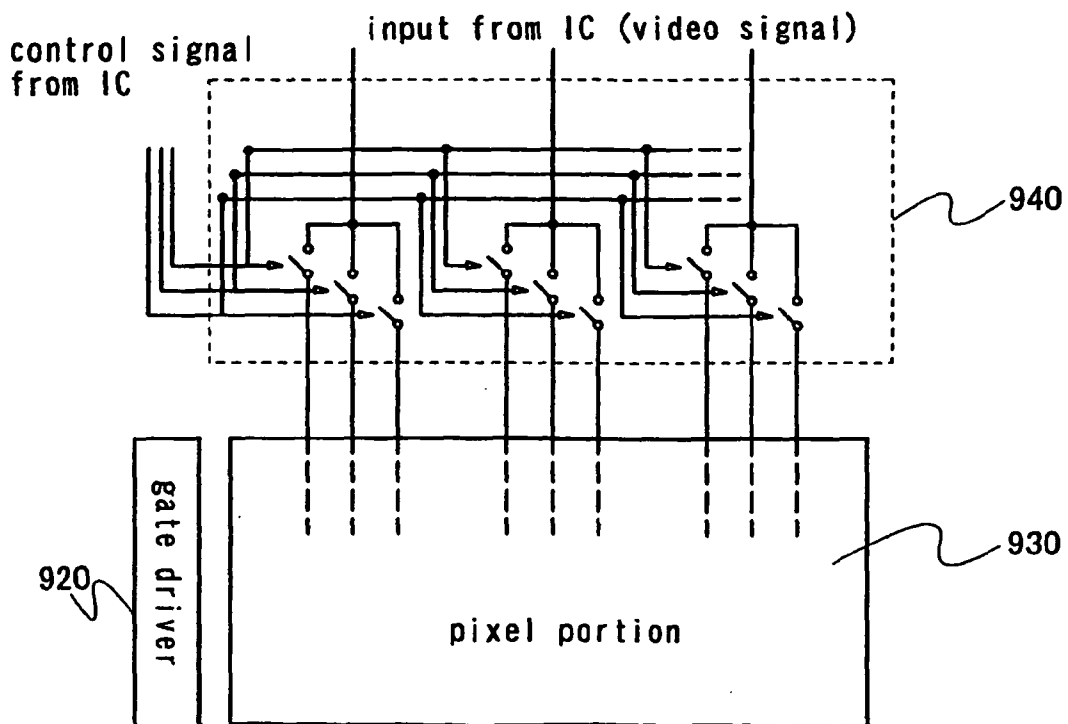 control signal
from IC
input from IC (video signal)
940
930
920
gate driver
pixel portion